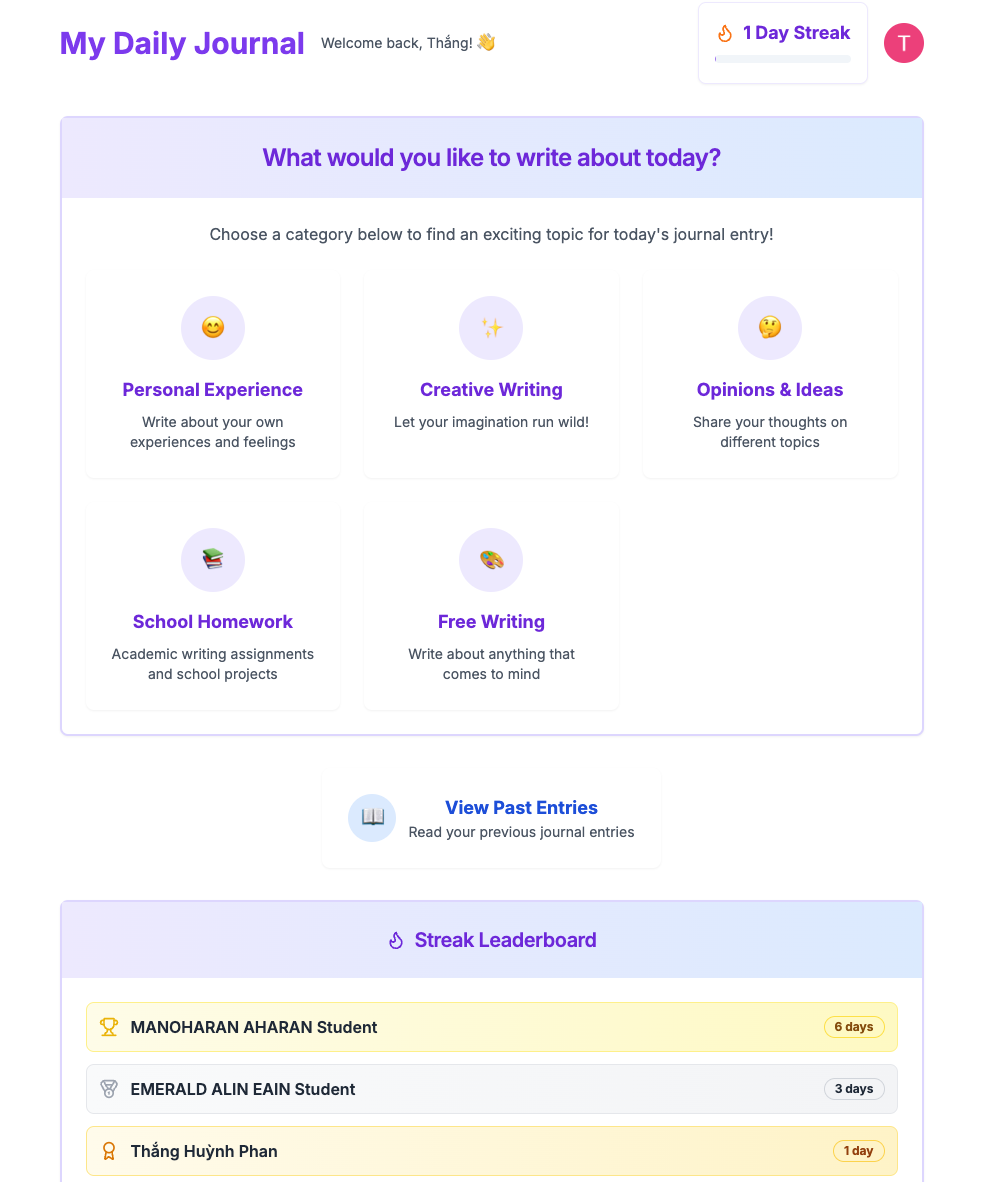 My Daily Journal
Welcome back, Thắng! 👋
1 Day Streak
T
What would you like to write about today?
Choose a category below to find an exciting topic for today's journal entry!
Personal Experience
Write about your own
experiences and feelings
Creative Writing
Let your imagination run wild!
Opinions & Ideas
Share your thoughts on
different topics
School Homework
Academic writing assignments
and school projects
Free Writing
Write about anything that
comes to mind
View Past Entries
Read your previous journal entries
Streak Leaderboard
MANOHARAN AHARAN Student
6 days
EMERALD ALIN EAIN Student
3 days
Thắng Huỳnh Phan
1 day